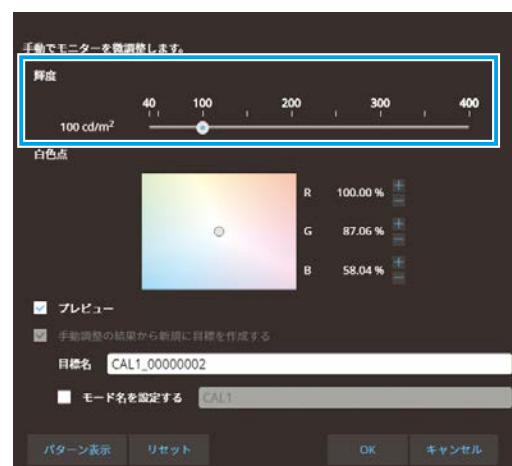 手動でモニターを微調整します。
輝度
40 100 200 300 400
100 cd/m²
白色点
R 100.00 % +
−
G 87.06 % +
−
B 58.04 % +
−
プレビュー
手動調整の結果から新規に目標を作成する
目標名 CAL1_00000002
モード名を設定する CAL1
パターン表示 リセット OK キャンセル